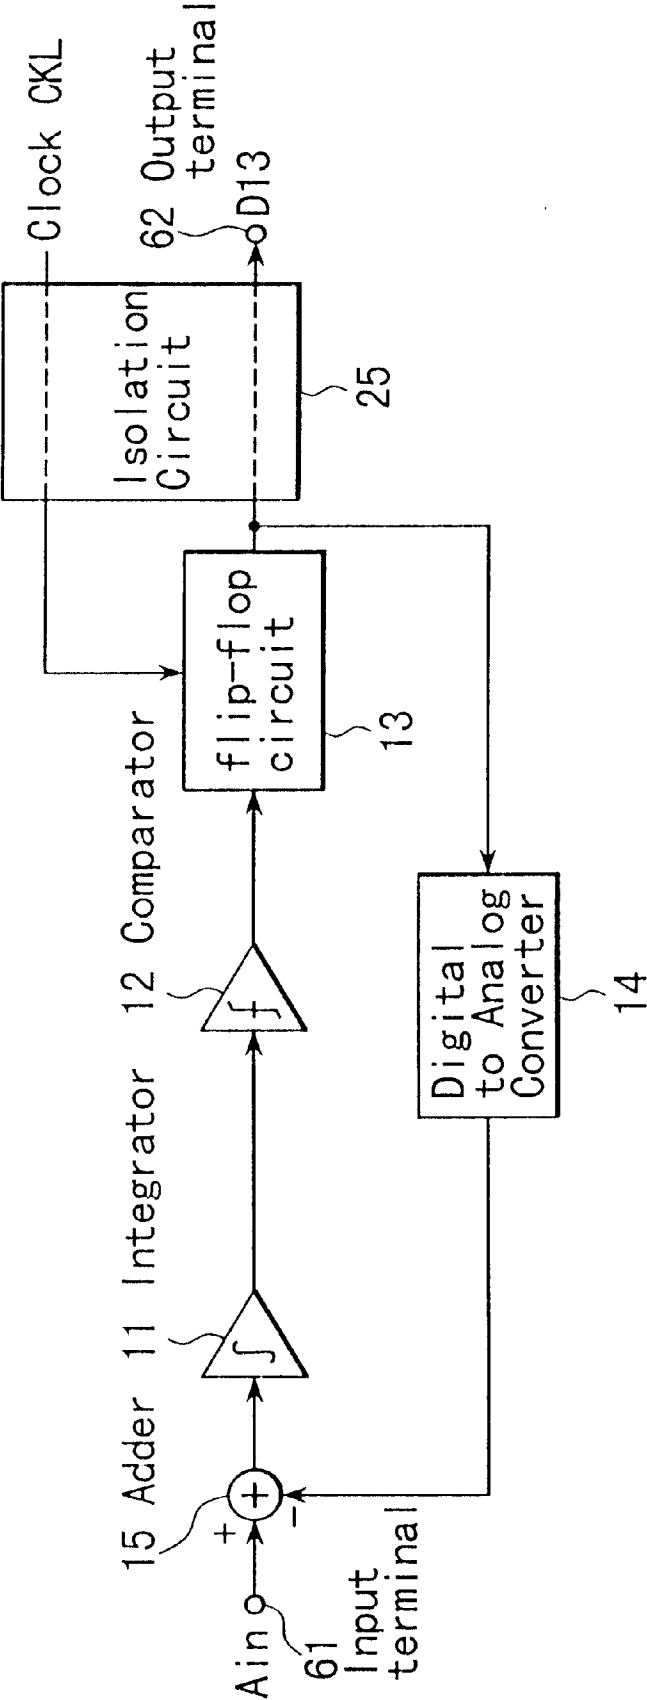 Clock CKL
62 Output
terminal
D13
Isolation
Circuit
25
flip-flop
circuit
13
12 Comparator
Digital
to Analog
Converter
14
11 Integrator
∫
15 Adder
+
+
-
Ain
61
Input
terminal